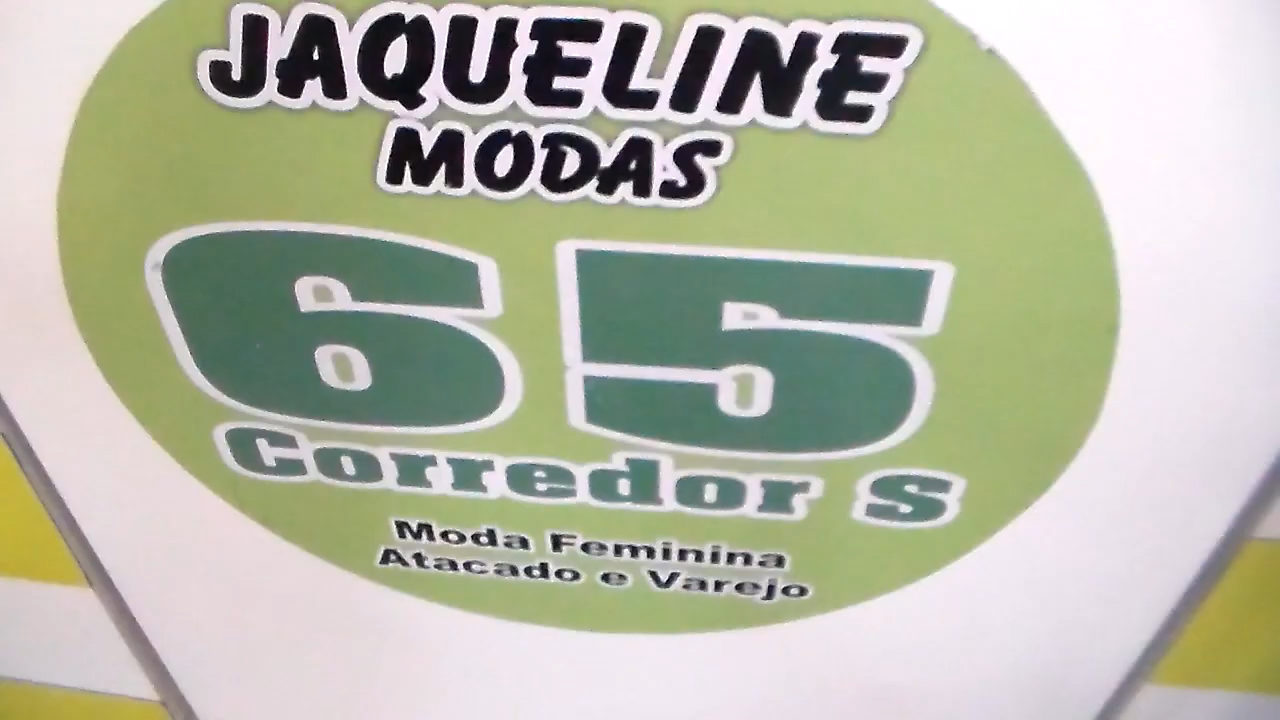 JAQUELINE
MODAS
65
Corredor S
Moda Feminina
Atacado e Varejo